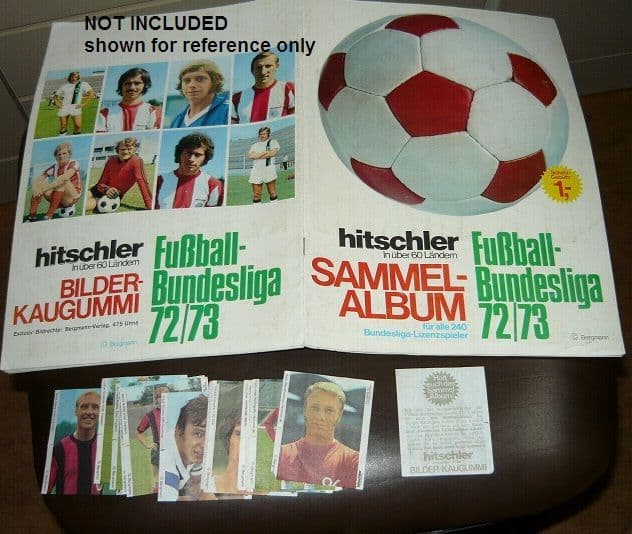 NOT INCLUDED
shown for reference only
hitschler
In über 60 Ländern
BILDER-
KAUGUMMI
Fußball-
Bundesliga
72/73
Exclusiv-Bildrechte: Bergmann-Verlag, 475 Unna
© Bergmann
1,-
hitschler
In über 60 Ländern
SAMMEL-
ALBUM
für alle 240
Bundesliga-Lizenzspieler
Fußball-
Bundesliga
72/73
© Bergmann
Album
hitschler
BILDER-KAUGUMMI